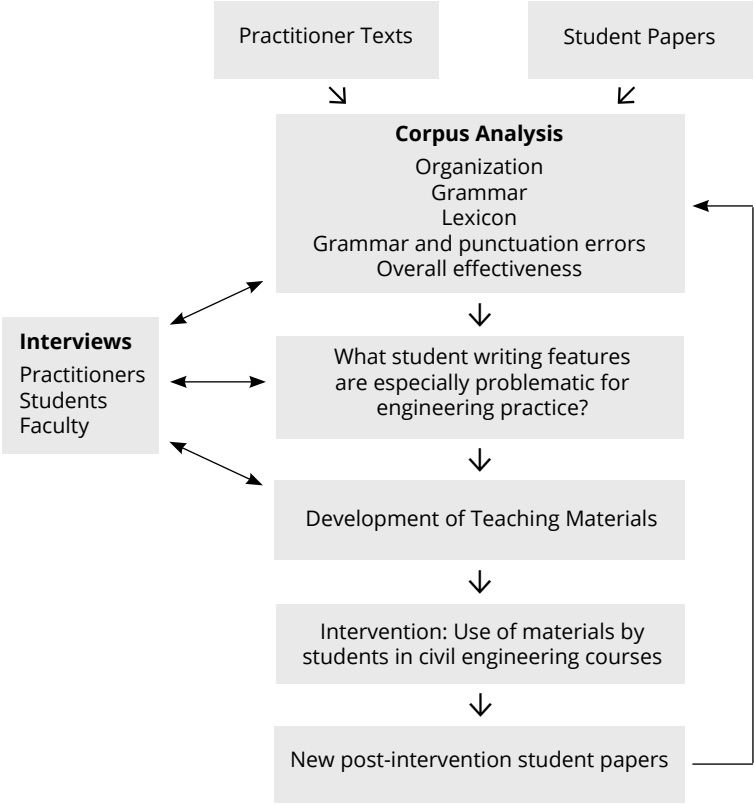 Practitioner Texts
Student Papers
Corpus Analysis
Organization
Grammar
Lexicon
Grammar and punctuation errors
Overall effectiveness
Interviews
Practitioners
Students
Faculty
What student writing features
are especially problematic for
engineering practice?
Development of Teaching Materials
Intervention: Use of materials by
students in civil engineering courses
New post-intervention student papers